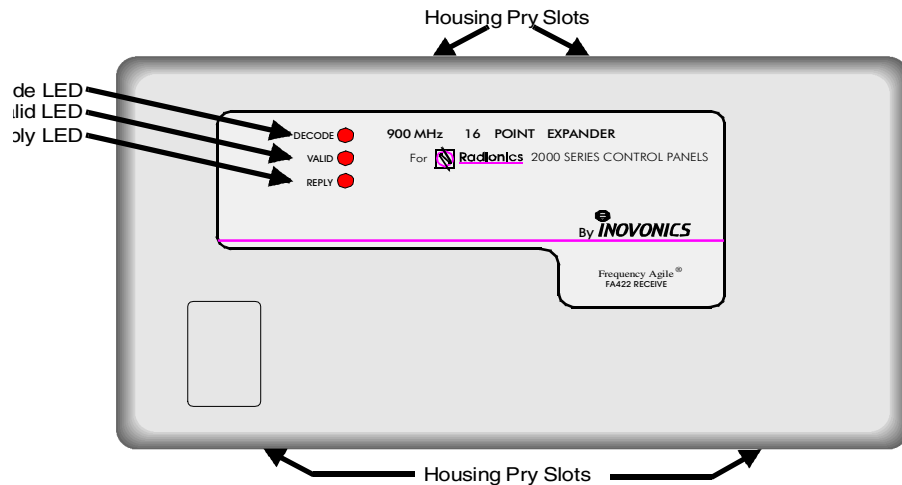 Housing Pry Slots
de LED
lid LED
ply LED
DECODE
VALID
REPLY
900 MHz 16 POINT EXPANDER
For Radionics 2000 SERIES CONTROL PANELS
By INOVONICS
Frequency Agile®
FA422 RECEIVE
Housing Pry Slots